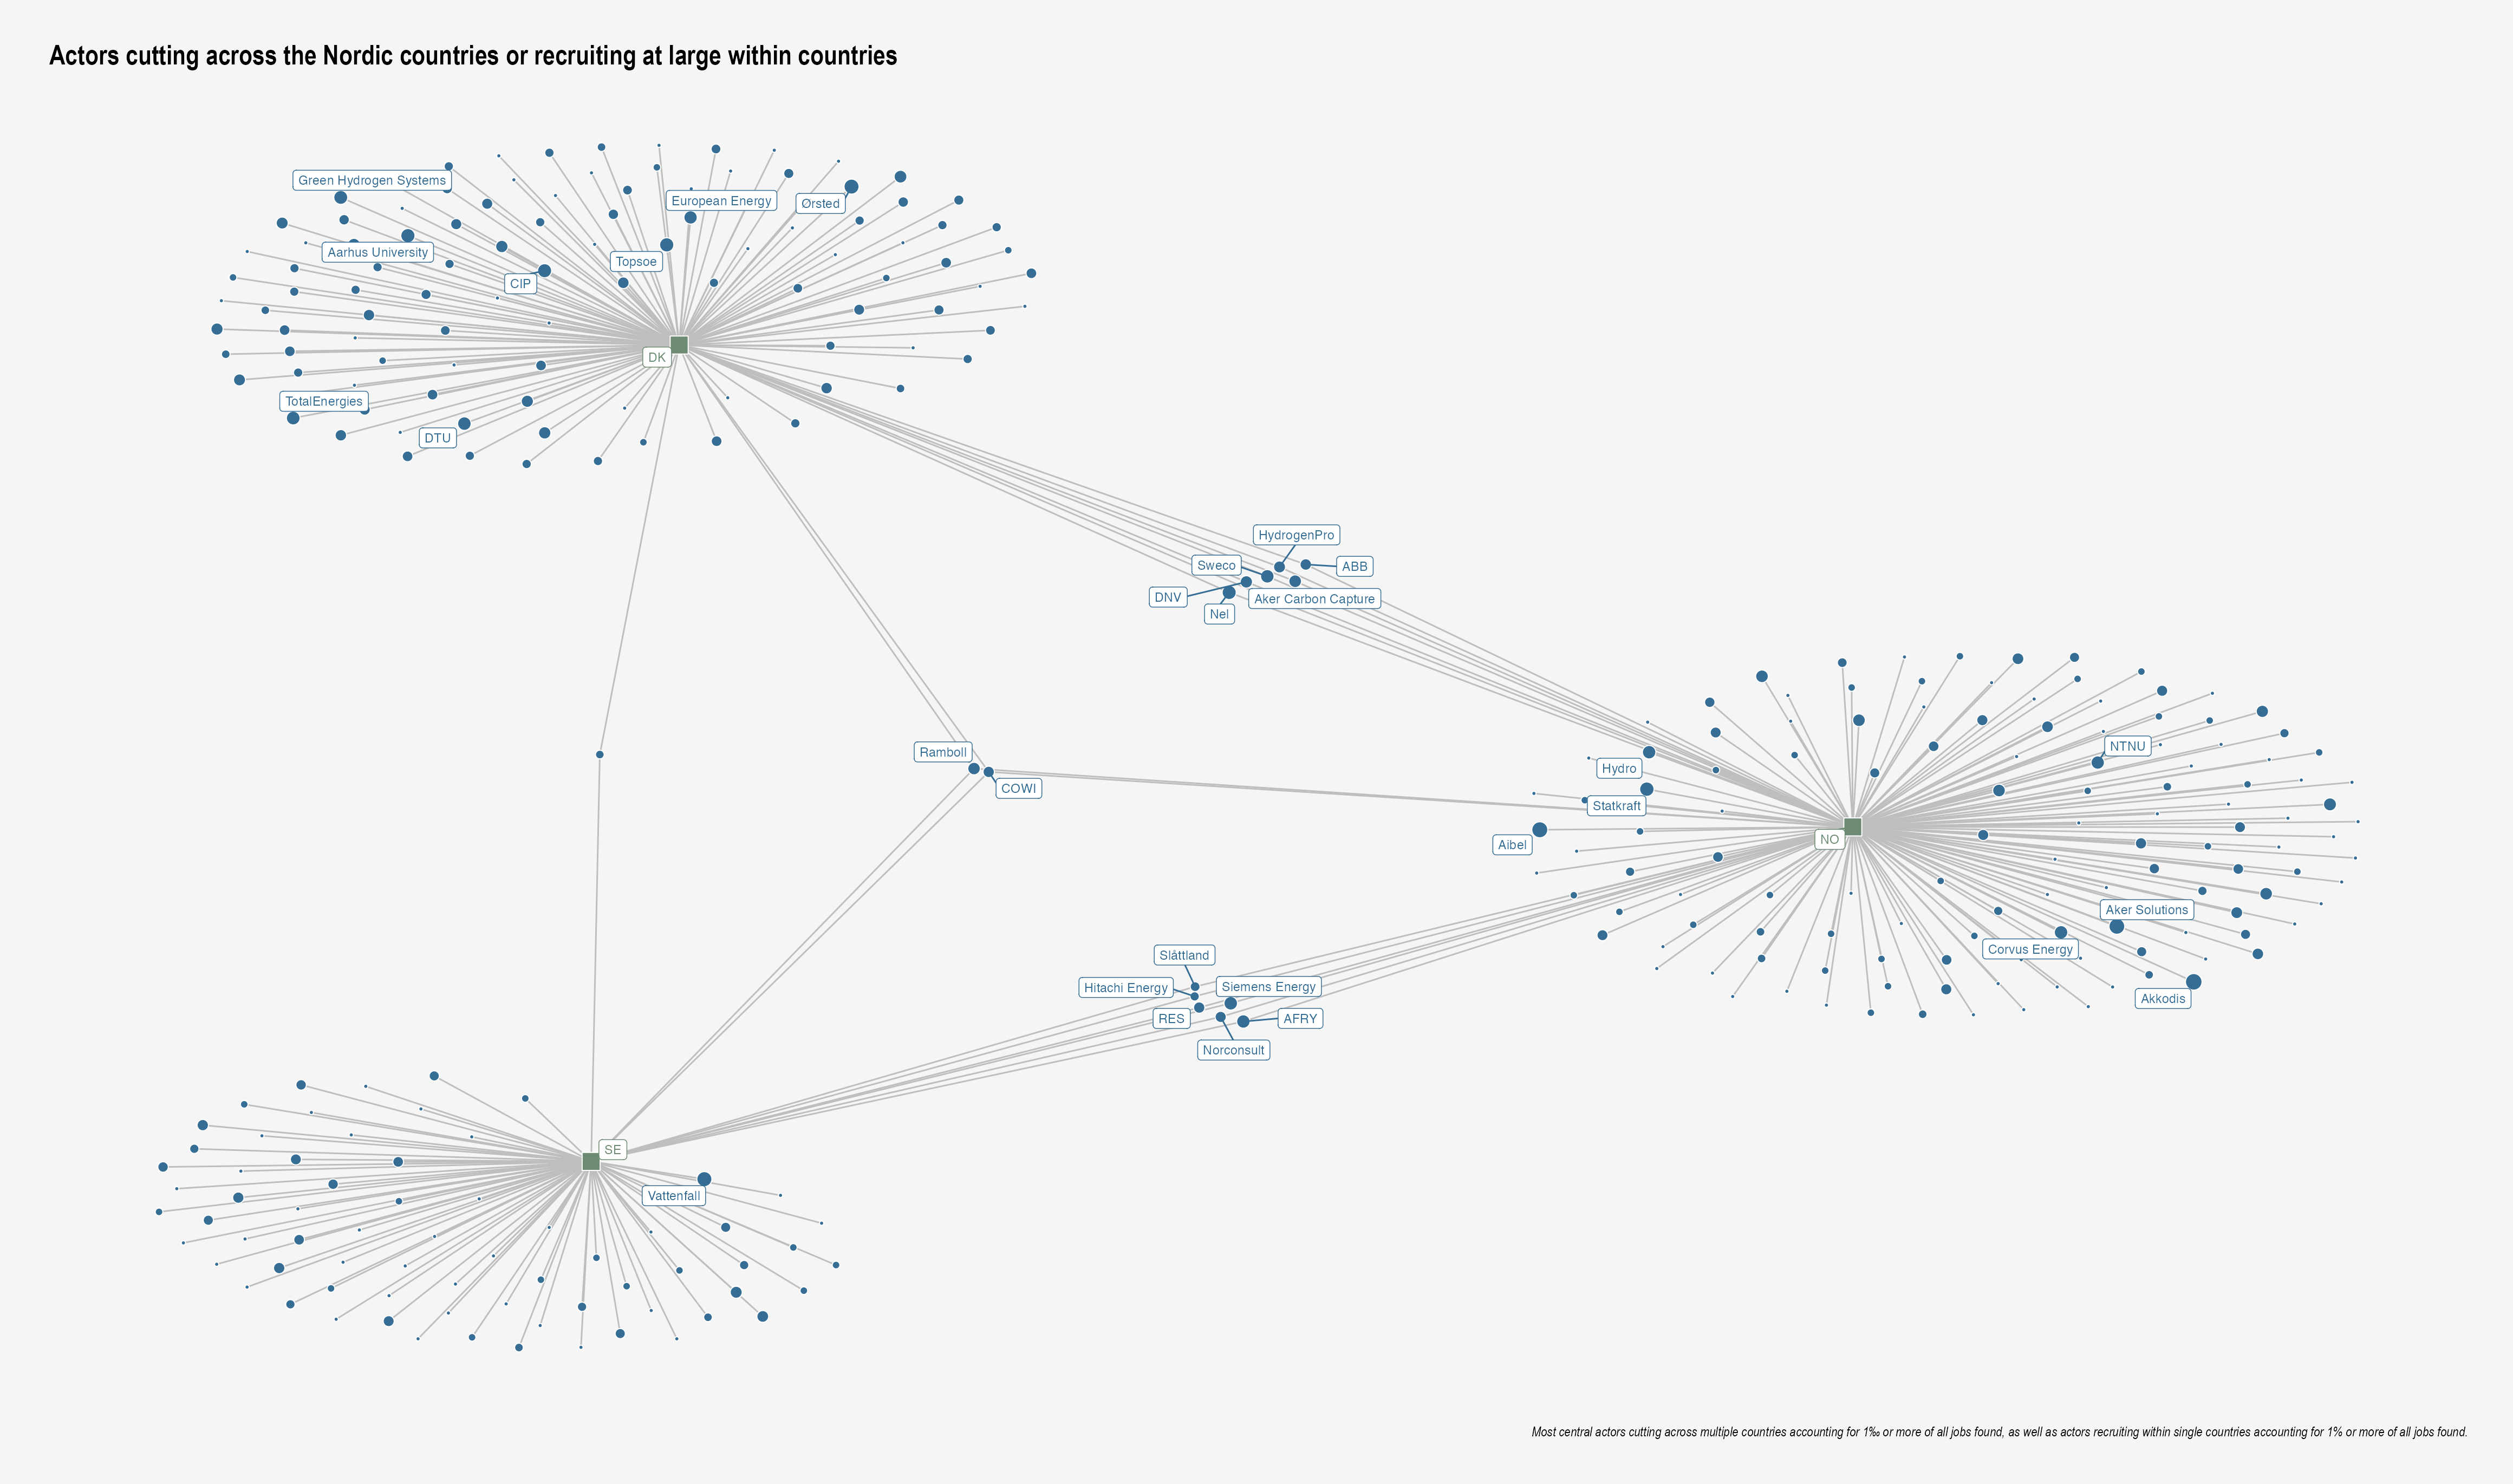 Actors cutting across the Nordic countries or recruiting at large within countries
Green Hydrogen Systems
European Energy
Ørsted
Aarhus University
Topsoe
CIP
DK
TotalEnergies
DTU
HydrogenPro
Sweco
ABB
DNV
Aker Carbon Capture
Nel
Ramboll
COWI
NTNU
Hydro
Statkraft
Aibel
NO
Aker Solutions
Corvus Energy
Akkodis
Slåttland
Hitachi Energy
Siemens Energy
RES
AFRY
Norconsult
SE
Vattenfall
Most central actors cutting across multiple countries accounting for 1‰ or more of all jobs found, as well as actors recruiting within single countries accounting for 1% or more of all jobs found.